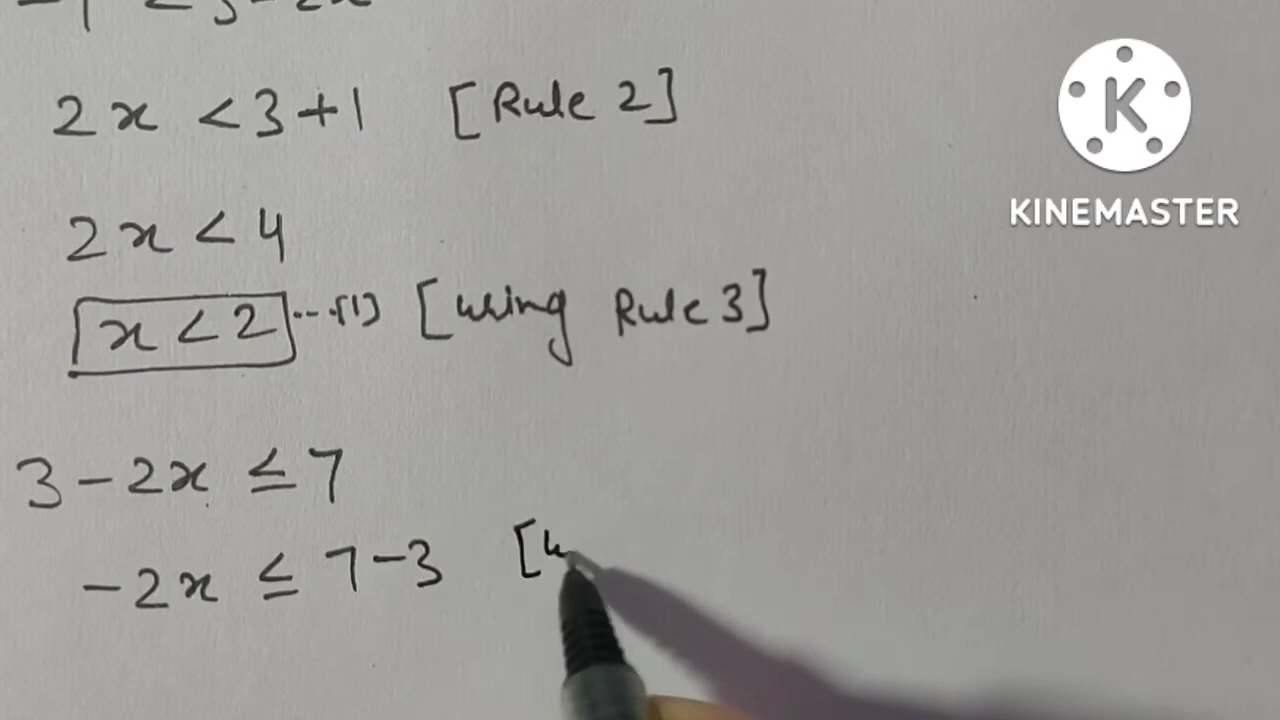 2x < 3 + 1 [Rule 2]
2x < 4
x < 2 ...(1) [using Rule 3]
3 - 2x ≤ 7
-2x ≤ 7 - 3 [
K
KINEMASTER